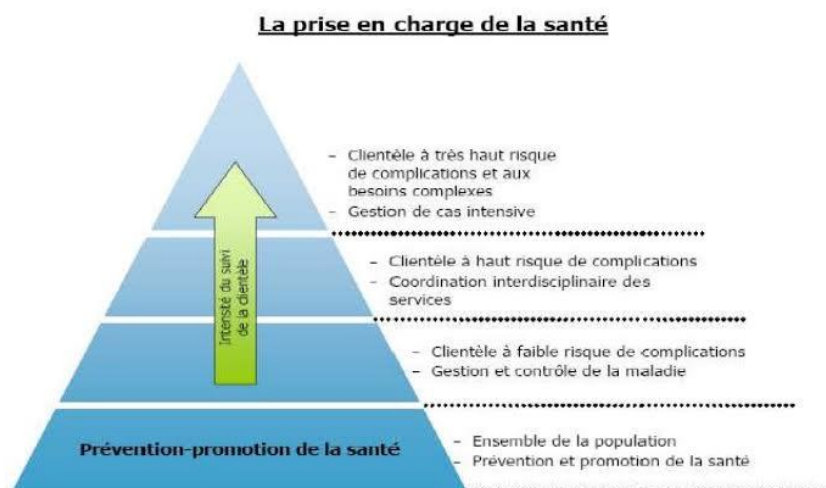 La prise en charge de la santé
- Clientèle à très haut risque
de complications et aux
besoins complexes
- Gestion de cas intensive
- Clientèle à haut risque de complications
- Coordination interdisciplinaire des
services
Intensité du suivi
de la clientèle
- Clientèle à faible risque de complications
- Gestion et contrôle de la maladie
Prévention-promotion de la santé
- Ensemble de la population
- Prévention et promotion de la santé